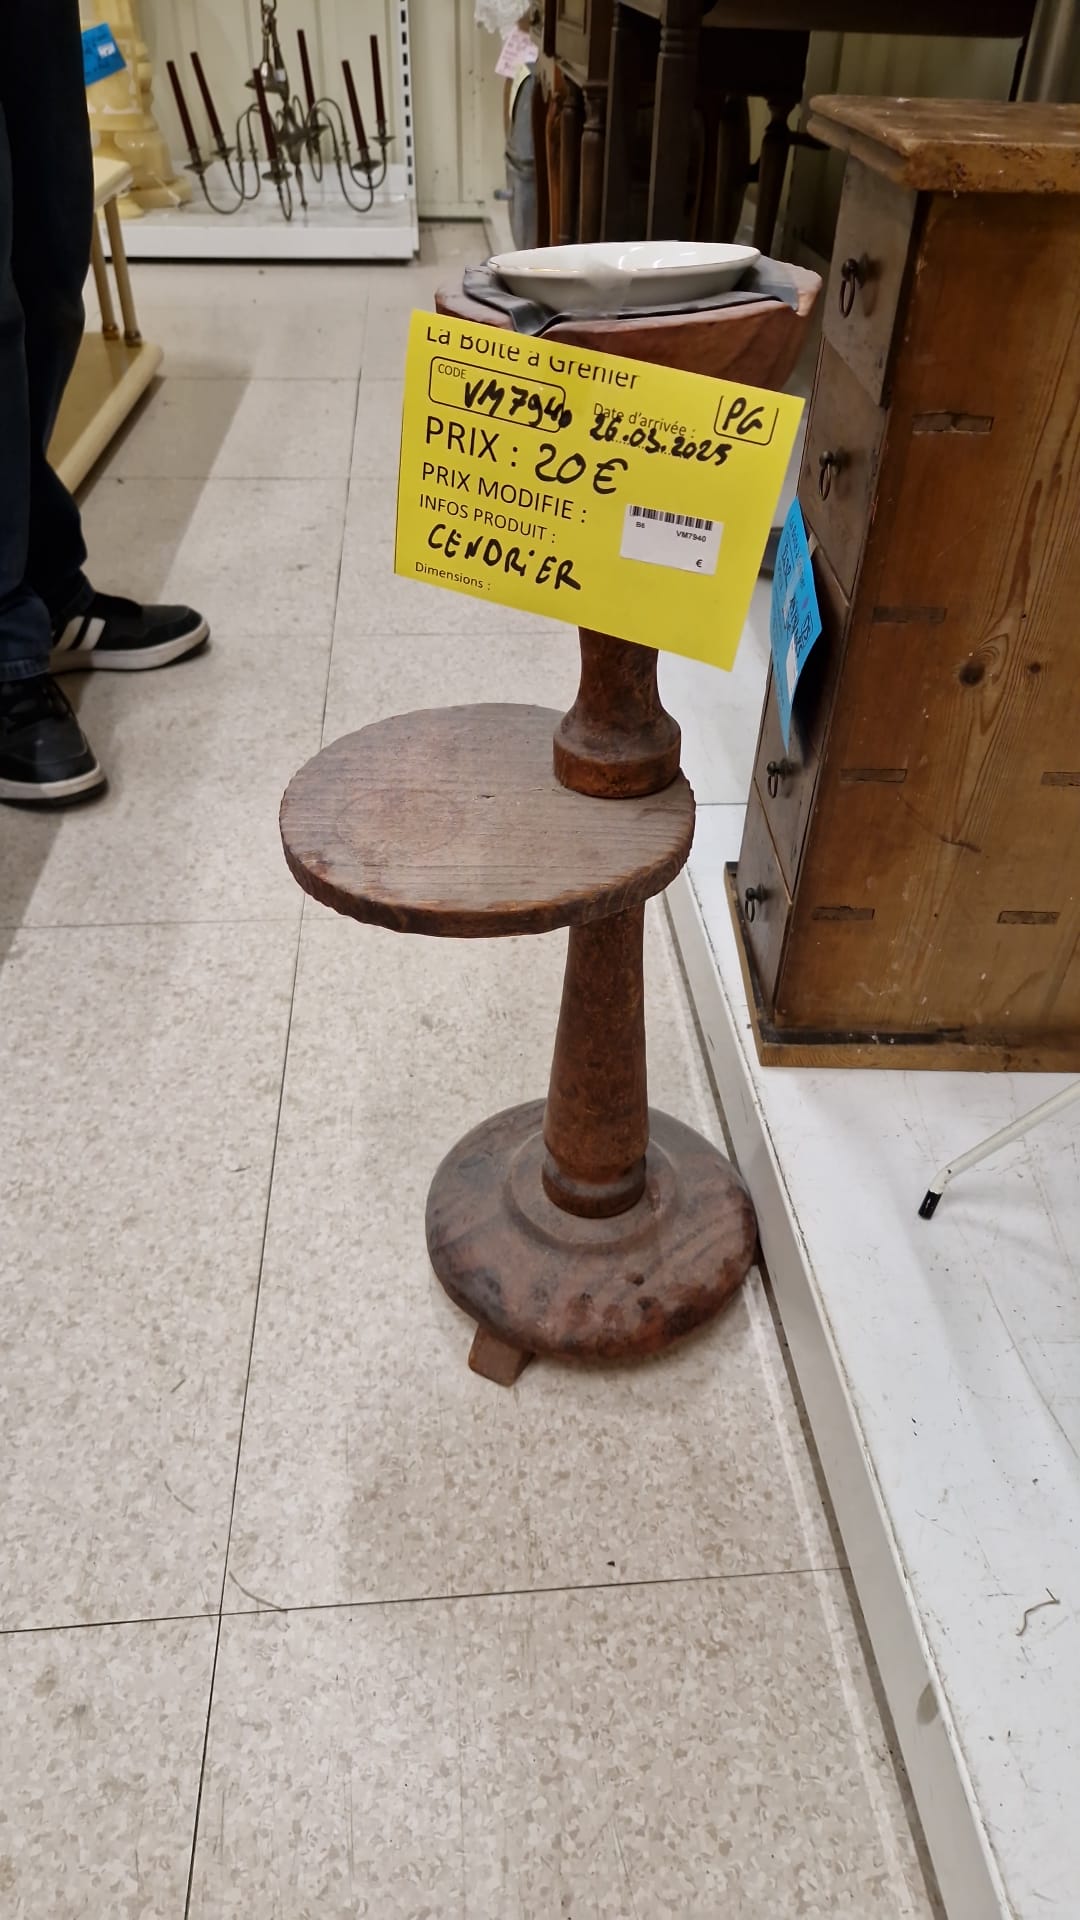 La Boîte à Grenier
CODE
VM7940
Date d'arrivée :
26.03.2025
PG
PRIX : 20€
PRIX MODIFIE :
INFOS PRODUIT :
CENDRIER
Dimensions :
B6 VM7940
€